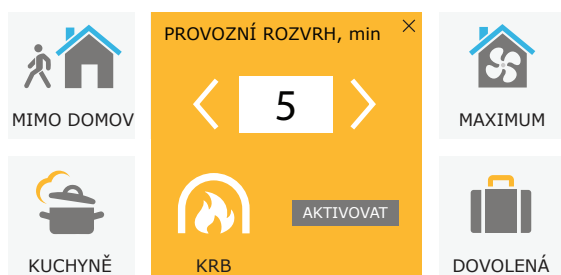 PROVOZNÍ ROZVRH, min
5
MIMO DOMOV
MAXIMUM
AKTIVOVAT
KUCHYNĚ
KRB
DOVOLENÁ